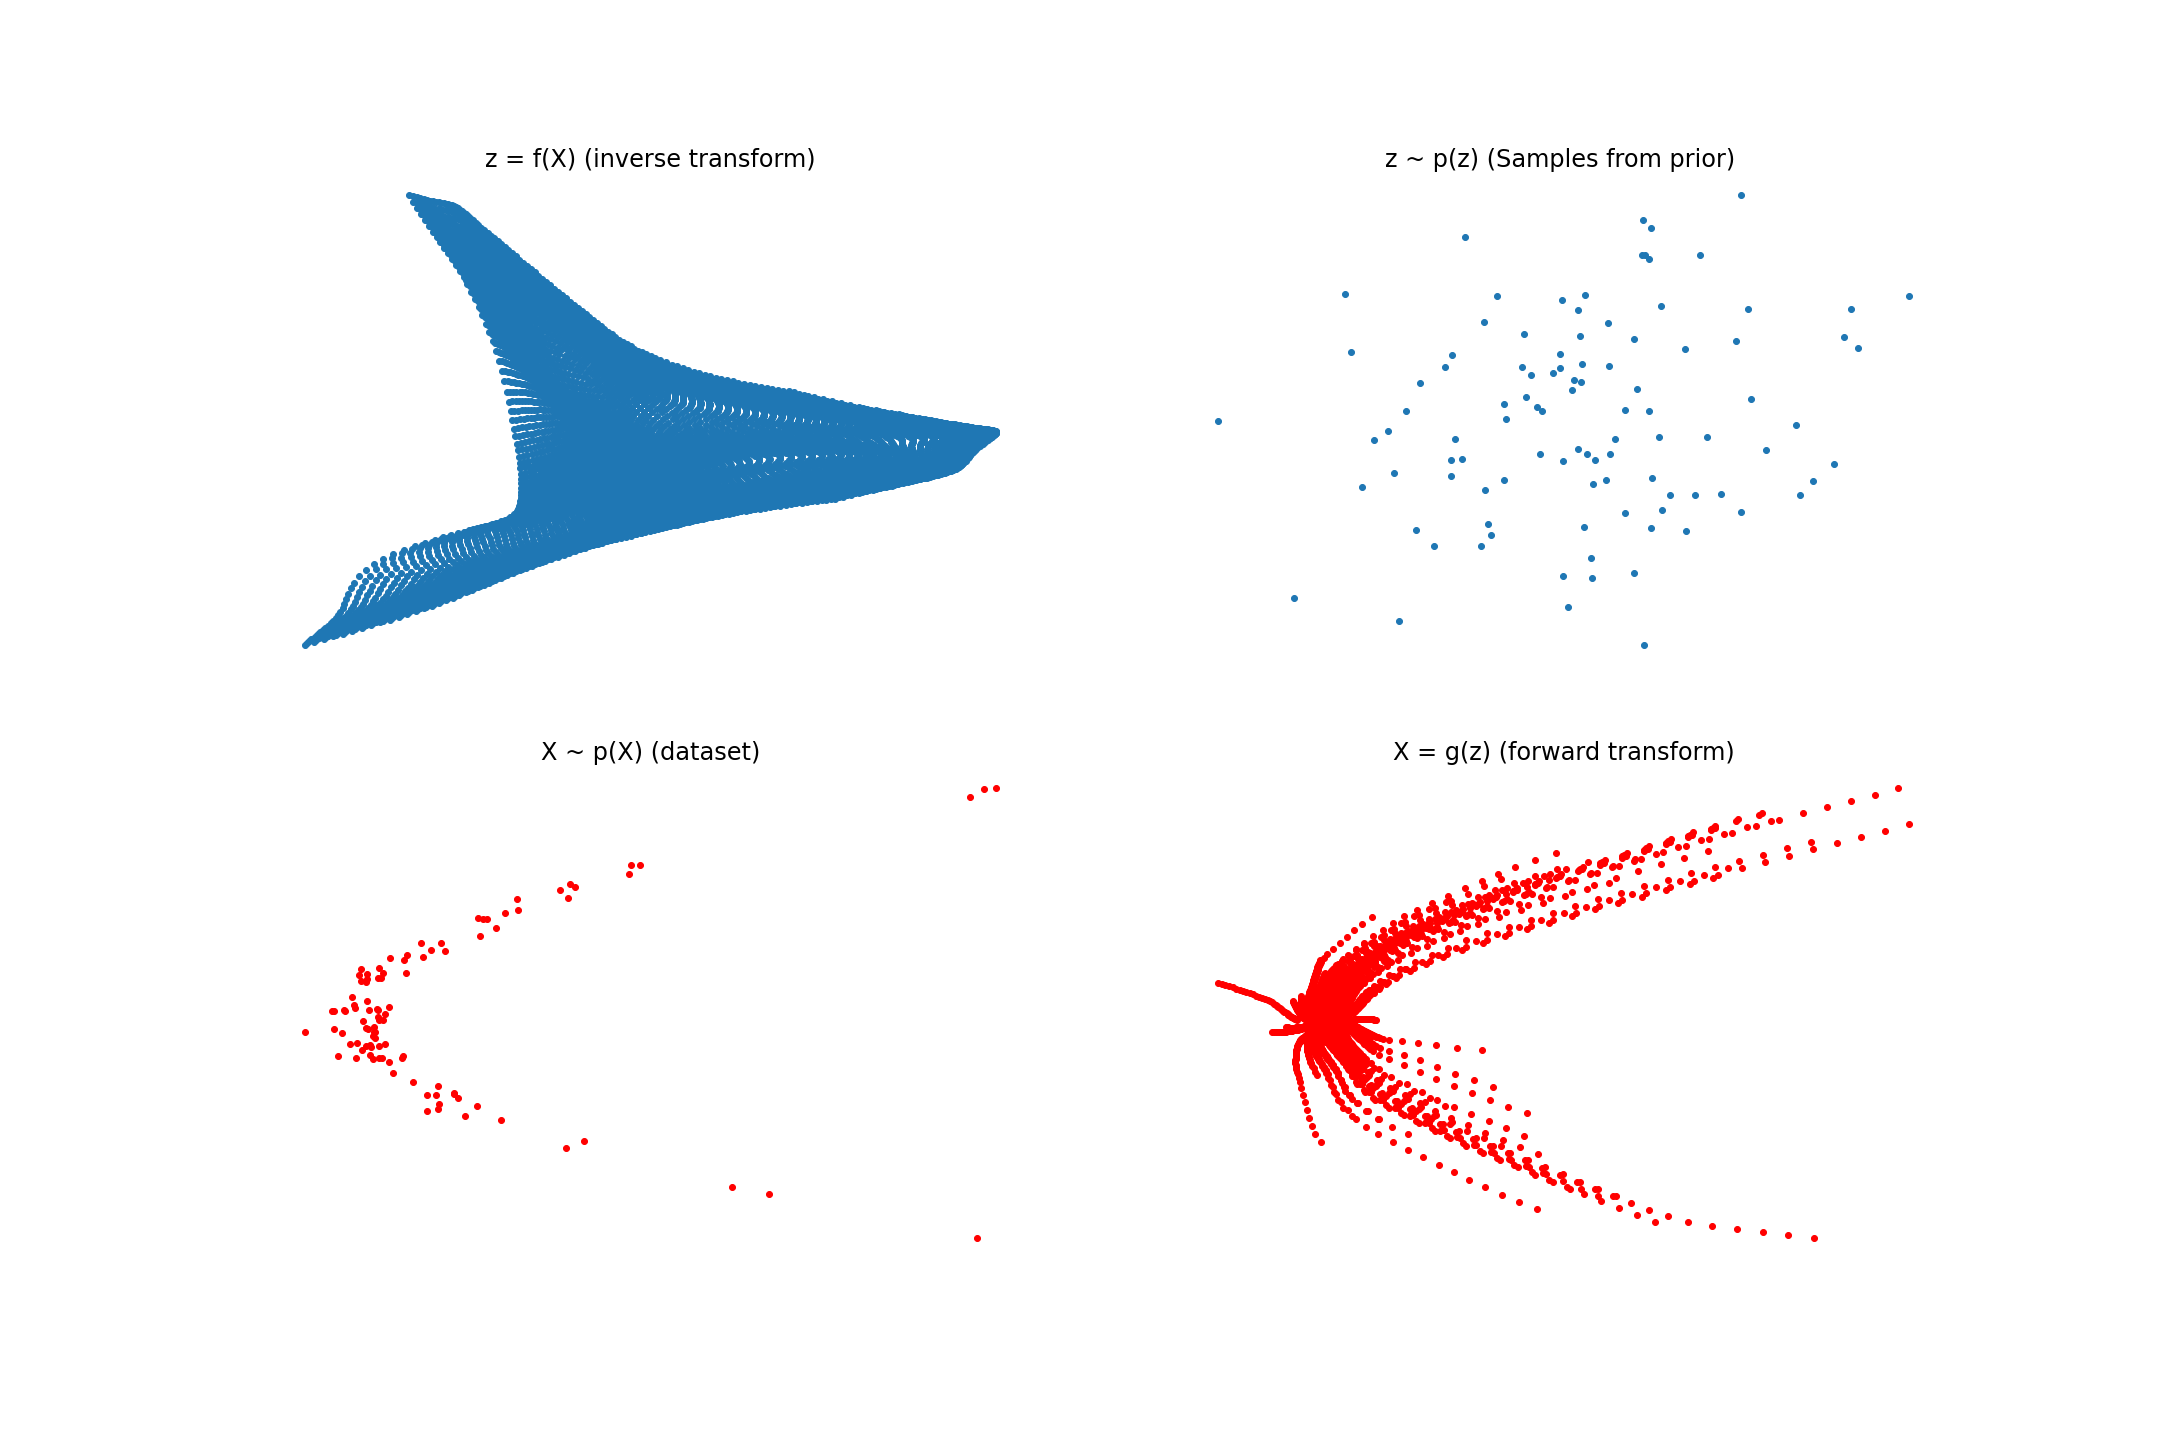 z = f(X) (inverse transform)
z ~ p(z) (Samples from prior)
X ~ p(X) (dataset)
X = g(z) (forward transform)